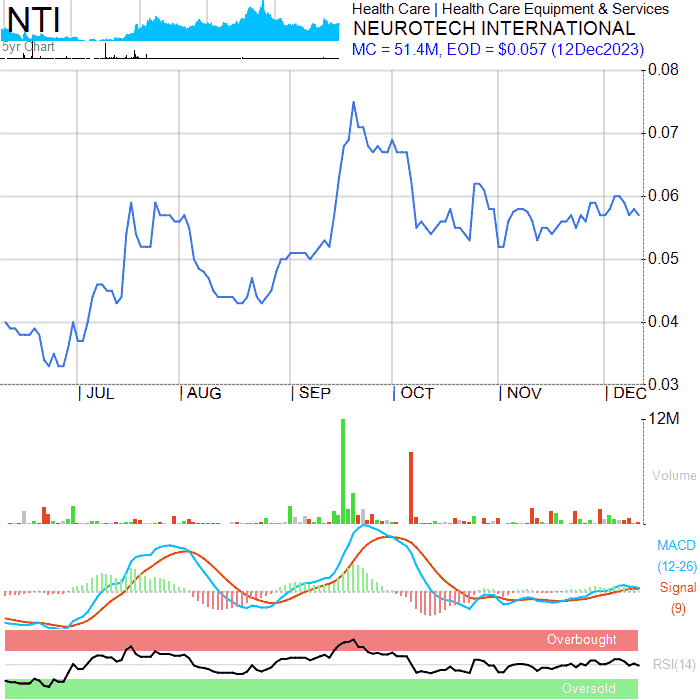 NTI
5yr Chart
Health Care | Health Care Equipment & Services
NEUROTECH INTERNATIONAL
MC = 51.4M, EOD = $0.057 (12Dec2023)
0.08
0.07
0.06
0.05
0.04
0.03
JUL AUG SEP OCT NOV DEC
12M
Volume
MACD
(12-26)
Signal
(9)
Overbought
RSI(14)
Oversold